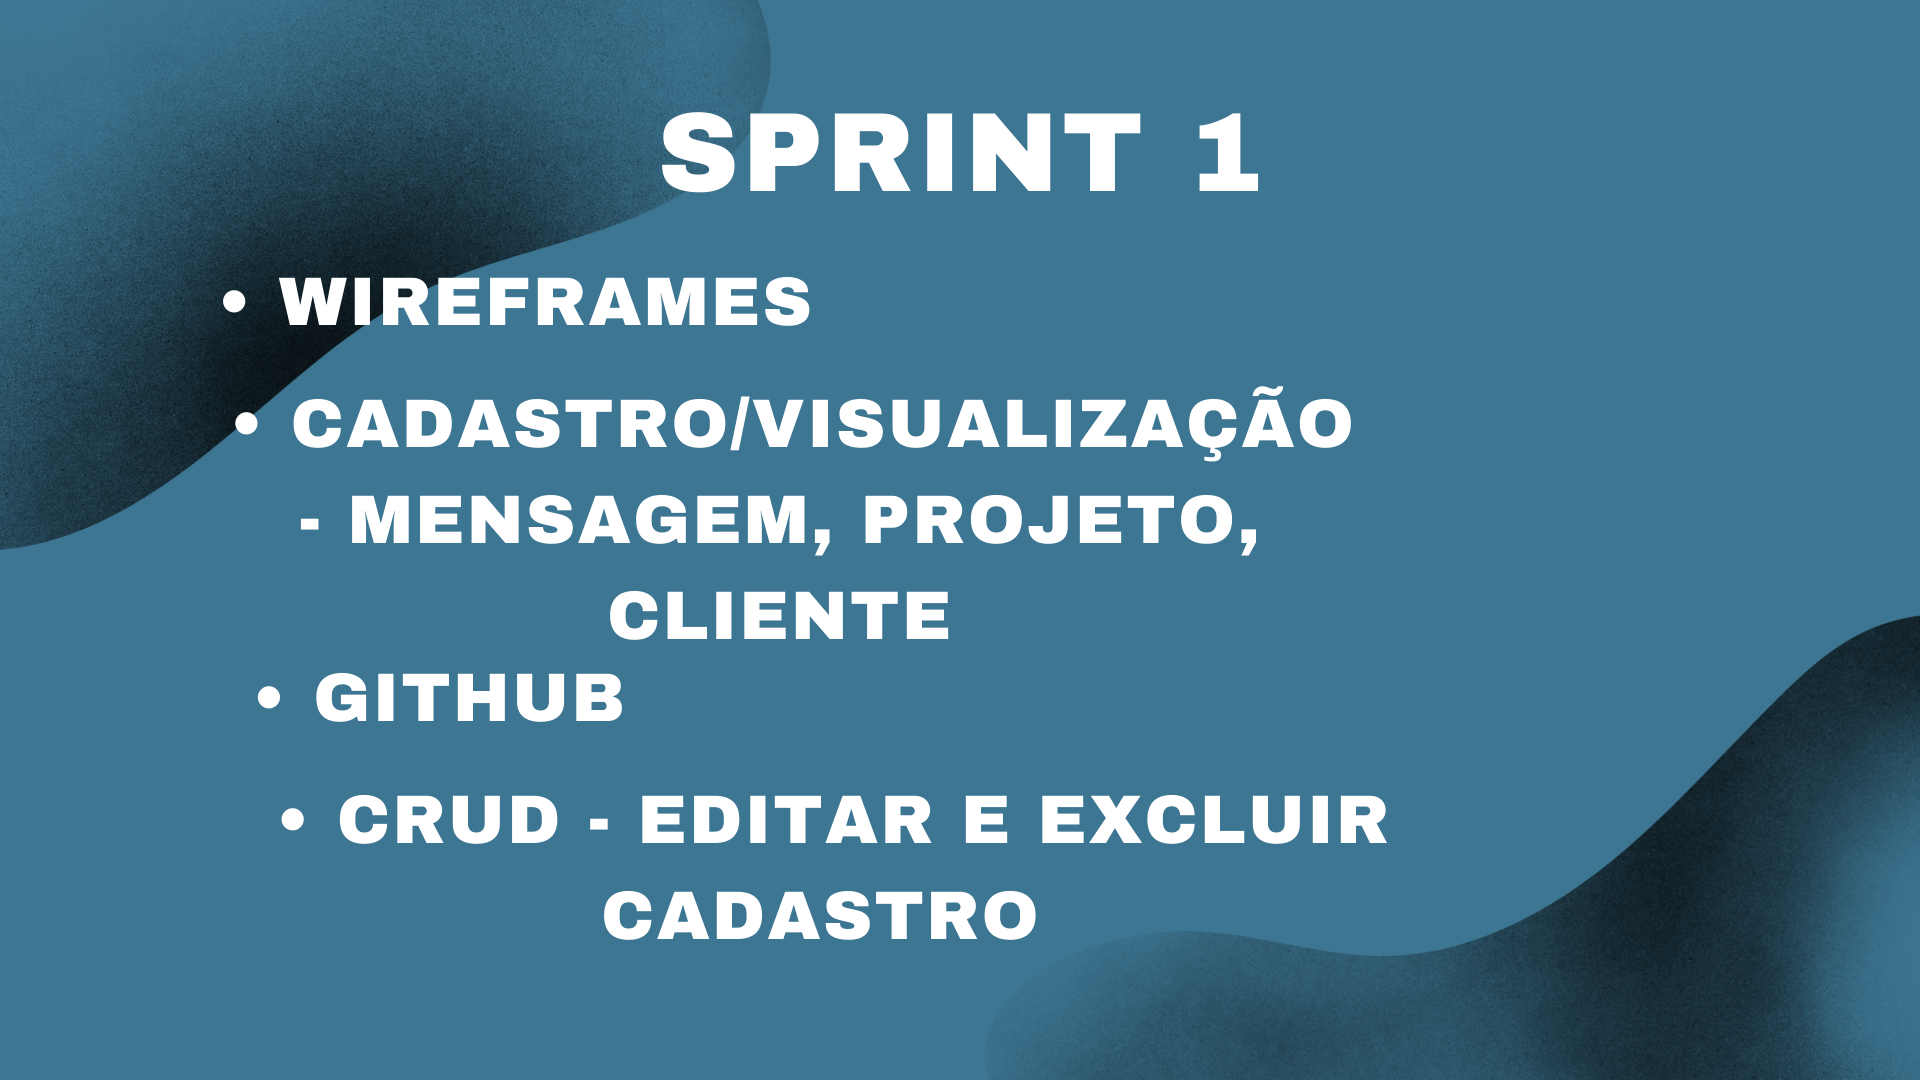 SPRINT 1
• WIREFRAMES
• CADASTRO/VISUALIZAÇÃO
- MENSAGEM, PROJETO,
CLIENTE
• GITHUB
• CRUD - EDITAR E EXCLUIR
CADASTRO